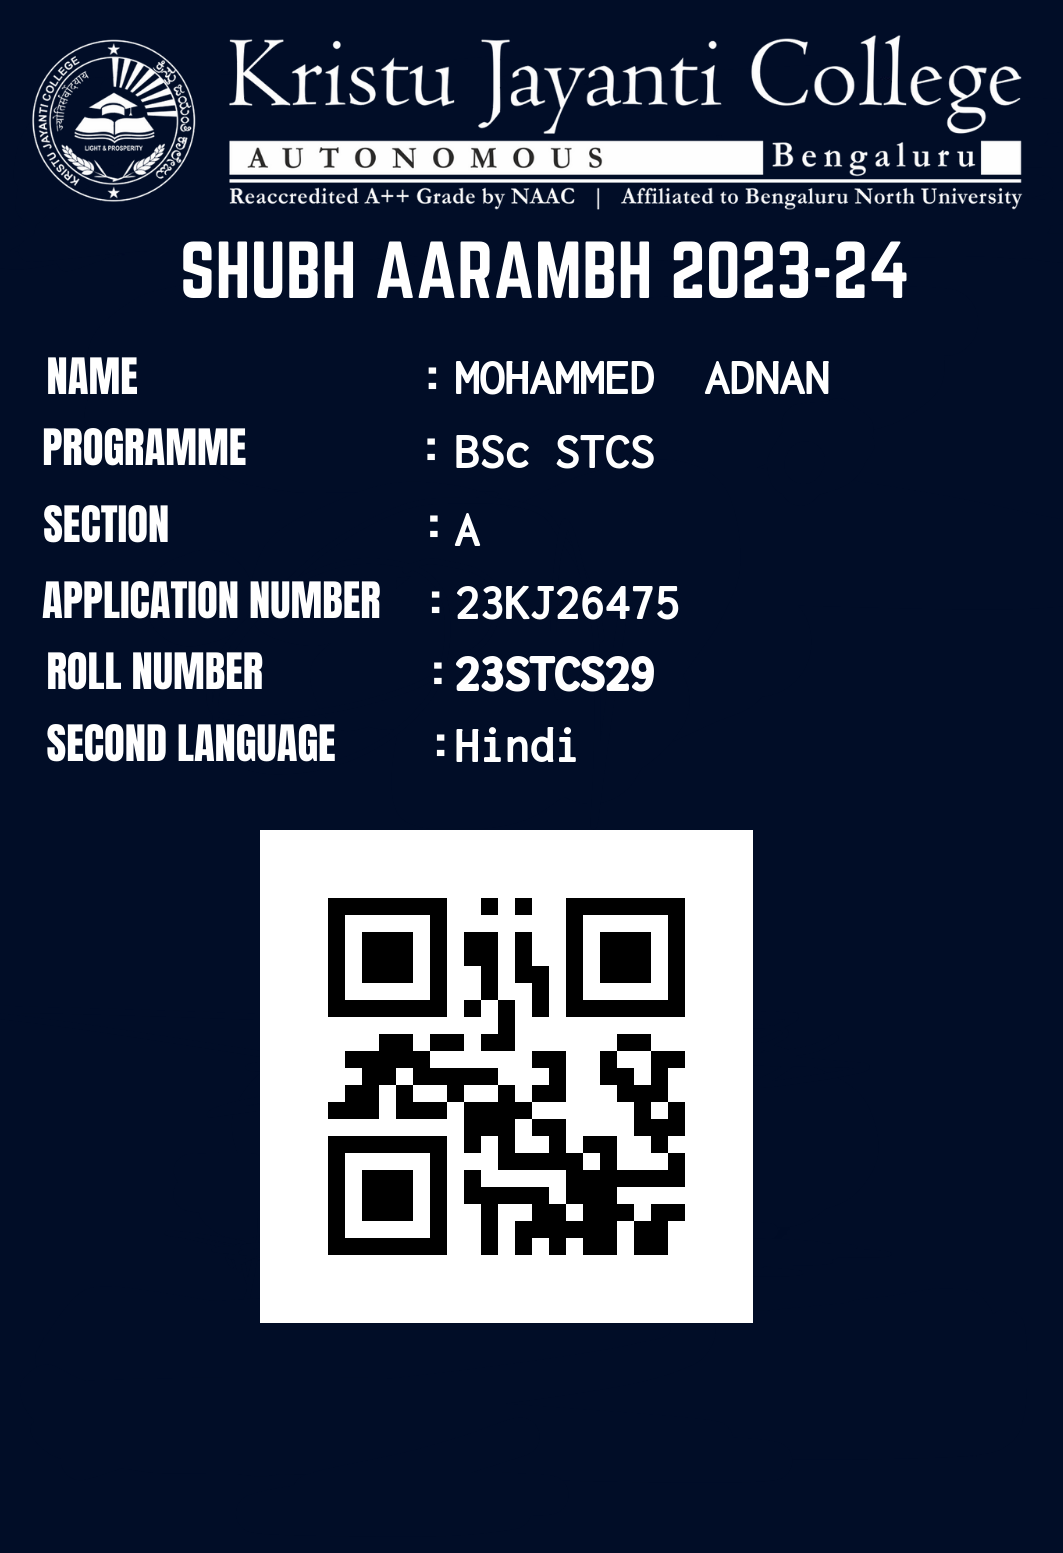 Kristu Jayanti College
AUTONOMOUS Bengaluru
Reaccredited A++ Grade by NAAC | Affiliated to Bengaluru North University
KRISTU JAYANTI COLLEGE
LIGHT & PROSPERITY
SHUBH AARAMBH 2023-24
NAME : MOHAMMED ADNAN
PROGRAMME : BSc STCS
SECTION : A
APPLICATION NUMBER : 23KJ26475
ROLL NUMBER : 23STCS29
SECOND LANGUAGE : Hindi